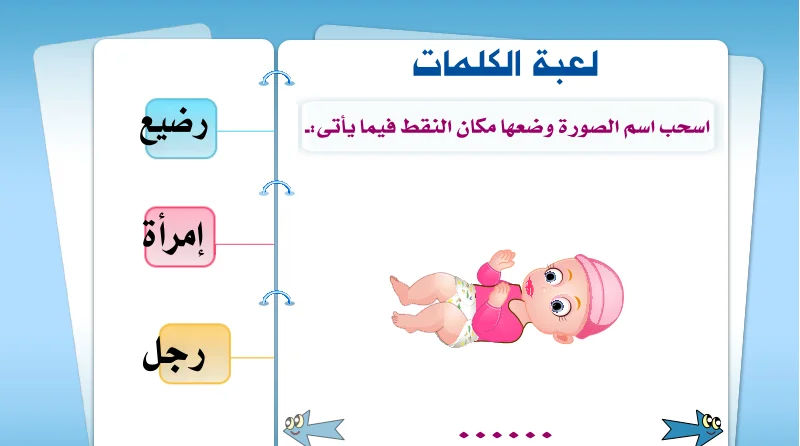 لعبة الكلمات
اسحب اسم الصورة وضعها مكان النقط فيما يأتى :ـ
رضيع
إمرأة
رجل